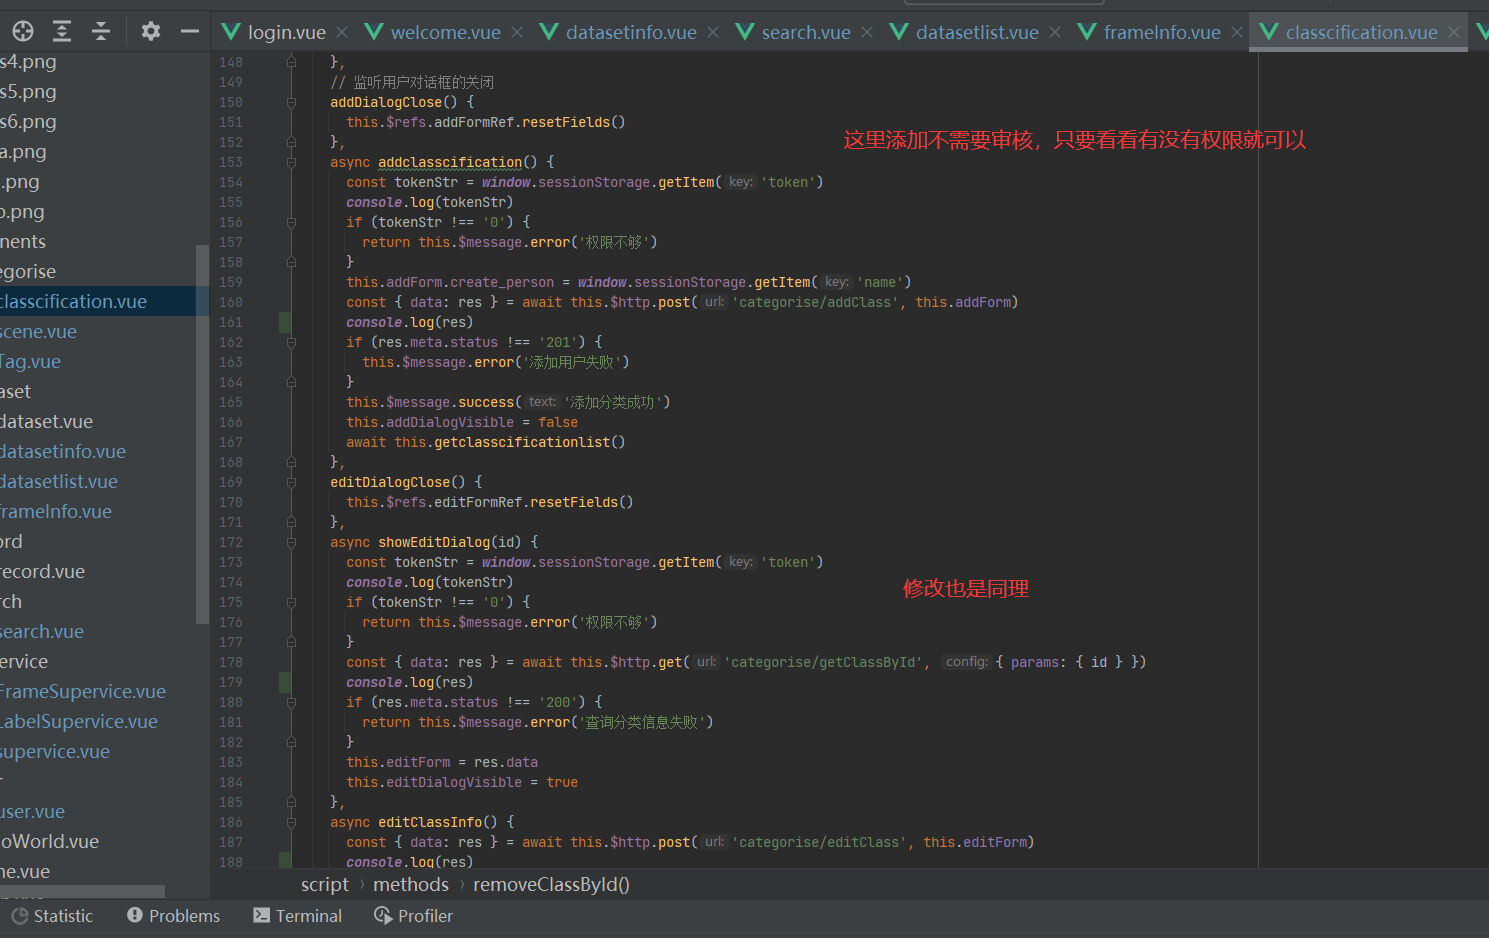 login.vue
welcome.vue
datasetinfo.vue
search.vue
datasetlist.vue
frameInfo.vue
classcification.vue
s4.png
s5.png
s6.png
a.png
.png
o.png
nents
egorise
classcification.vue
scene.vue
Tag.vue
aset
dataset.vue
datasetinfo.vue
datasetlist.vue
frameInfo.vue
ord
record.vue
rch
search.vue
ervice
FrameSupervice.vue
LabelSupervice.vue
supervice.vue
r
user.vue
oWorld.vue
ne.vue
148 },
149 // 监听用户对话框的关闭
150 addDialogClose() {
151 this.$refs.addFormRef.resetFields()
152 },
这里添加不需要审核，只要看看有没有权限就可以
153 async addclasscification() {
154 const tokenStr = window.sessionStorage.getItem( key: 'token')
155 console.log(tokenStr)
156 if (tokenStr !== '0') {
157 return this.$message.error('权限不够')
158 }
159 this.addForm.create_person = window.sessionStorage.getItem( key: 'name')
160 const { data: res } = await this.$http.post( url: 'categorise/addClass', this.addForm)
161 console.log(res)
162 if (res.meta.status !== '201') {
163 this.$message.error('添加用户失败')
164 }
165 this.$message.success( text: '添加分类成功')
166 this.addDialogVisible = false
167 await this.getclasscificationlist()
168 },
169 editDialogClose() {
170 this.$refs.editFormRef.resetFields()
171 },
172 async showEditDialog(id) {
173 const tokenStr = window.sessionStorage.getItem( key: 'token')
174 console.log(tokenStr)
修改也是同理
175 if (tokenStr !== '0') {
176 return this.$message.error('权限不够')
177 }
178 const { data: res } = await this.$http.get( url: 'categorise/getClassById', config: { params: { id } })
179 console.log(res)
180 if (res.meta.status !== '200') {
181 return this.$message.error('查询分类信息失败')
182 }
183 this.editForm = res.data
184 this.editDialogVisible = true
185 },
186 async editClassInfo() {
187 const { data: res } = await this.$http.post( url: 'categorise/editClass', this.editForm)
188 console.log(res)
script › methods › removeClassById()
Statistic
Problems
Terminal
Profiler